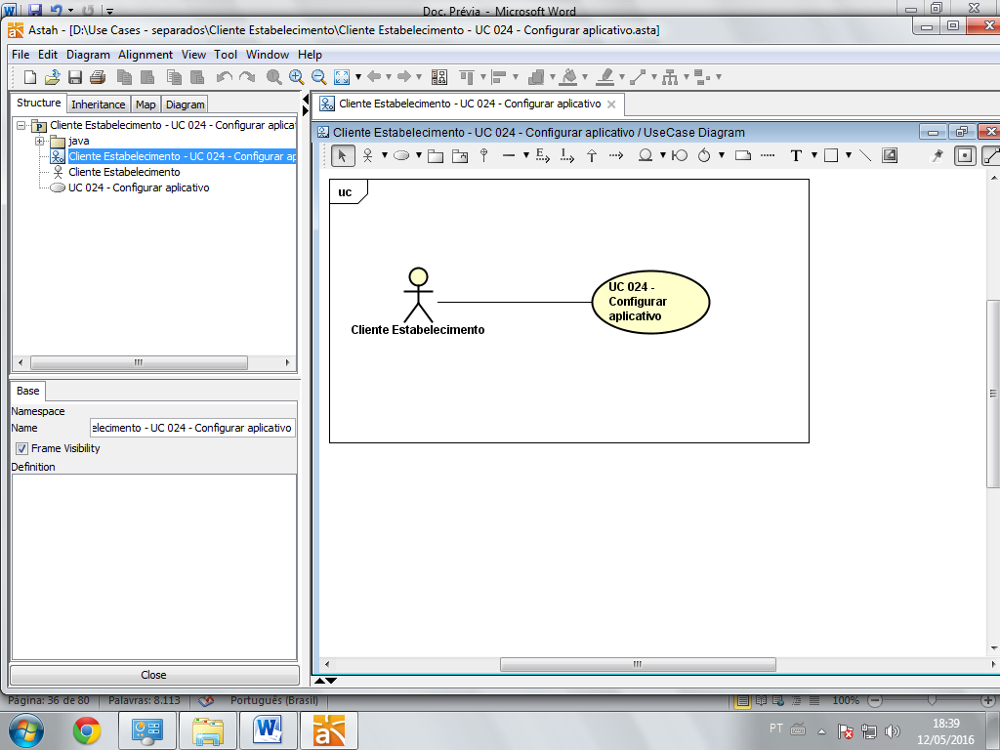 Doc. Prévia - Microsoft Word
Astah - [D:\Use Cases - separados\Cliente Estabelecimento\Cliente Estabelecimento - UC 024 - Configurar aplicativo.asta]
File Edit Diagram Alignment View Tool Window Help
Structure Inheritance Map Diagram
Cliente Estabelecimento - UC 024 - Configurar aplicativo
Cliente Estabelecimento - UC 024 - Configurar aplicat
java
Cliente Estabelecimento - UC 024 - Configurar ap
Cliente Estabelecimento
UC 024 - Configurar aplicativo
Cliente Estabelecimento - UC 024 - Configurar aplicativo / UseCase Diagram
T
uc
UC 024 -
Configurar
aplicativo
Cliente Estabelecimento
Base
Namespace
Name elecimento - UC 024 - Configurar aplicativo
Frame Visibility
Definition
Close
Página: 36 de 80 Palavras: 8.113 Português (Brasil) 100%
PT 18:39
12/05/2016